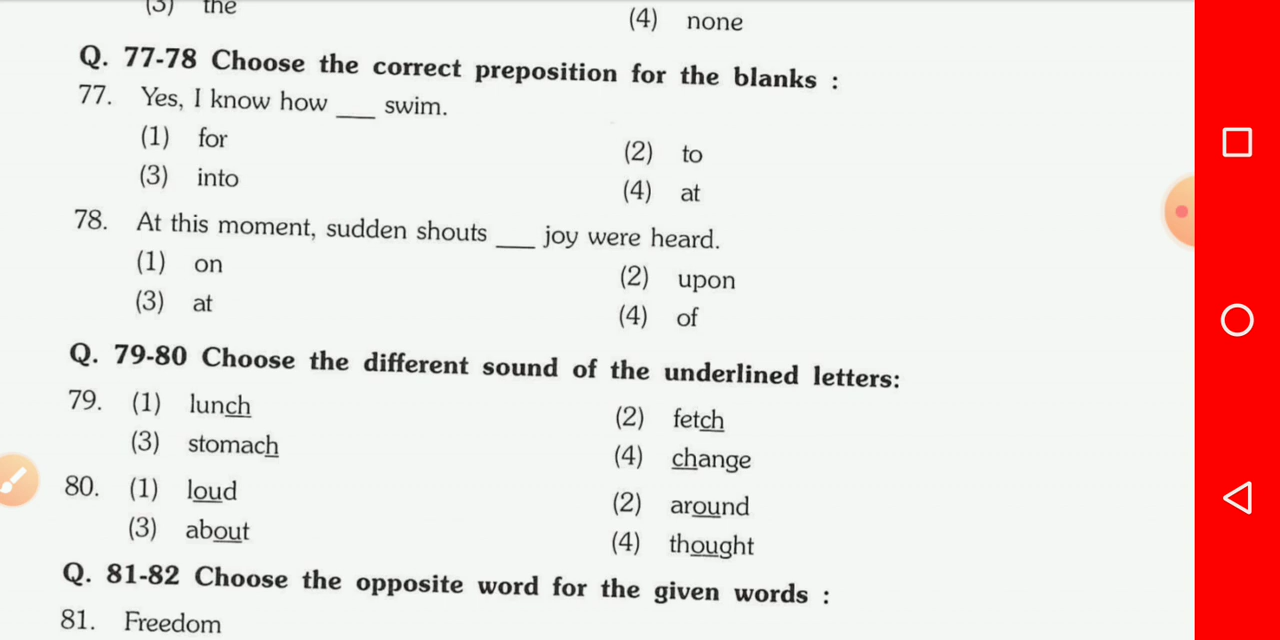 (3) the (4) none
Q. 77-78 Choose the correct preposition for the blanks :
77. Yes, I know how ___ swim.
(1) for (2) to
(3) into (4) at
78. At this moment, sudden shouts ___ joy were heard.
(1) on (2) upon
(3) at (4) of
Q. 79-80 Choose the different sound of the underlined letters:
79. (1) lunch (2) fetch
(3) stomach (4) change
80. (1) loud (2) around
(3) about (4) thought
Q. 81-82 Choose the opposite word for the given words :
81. Freedom